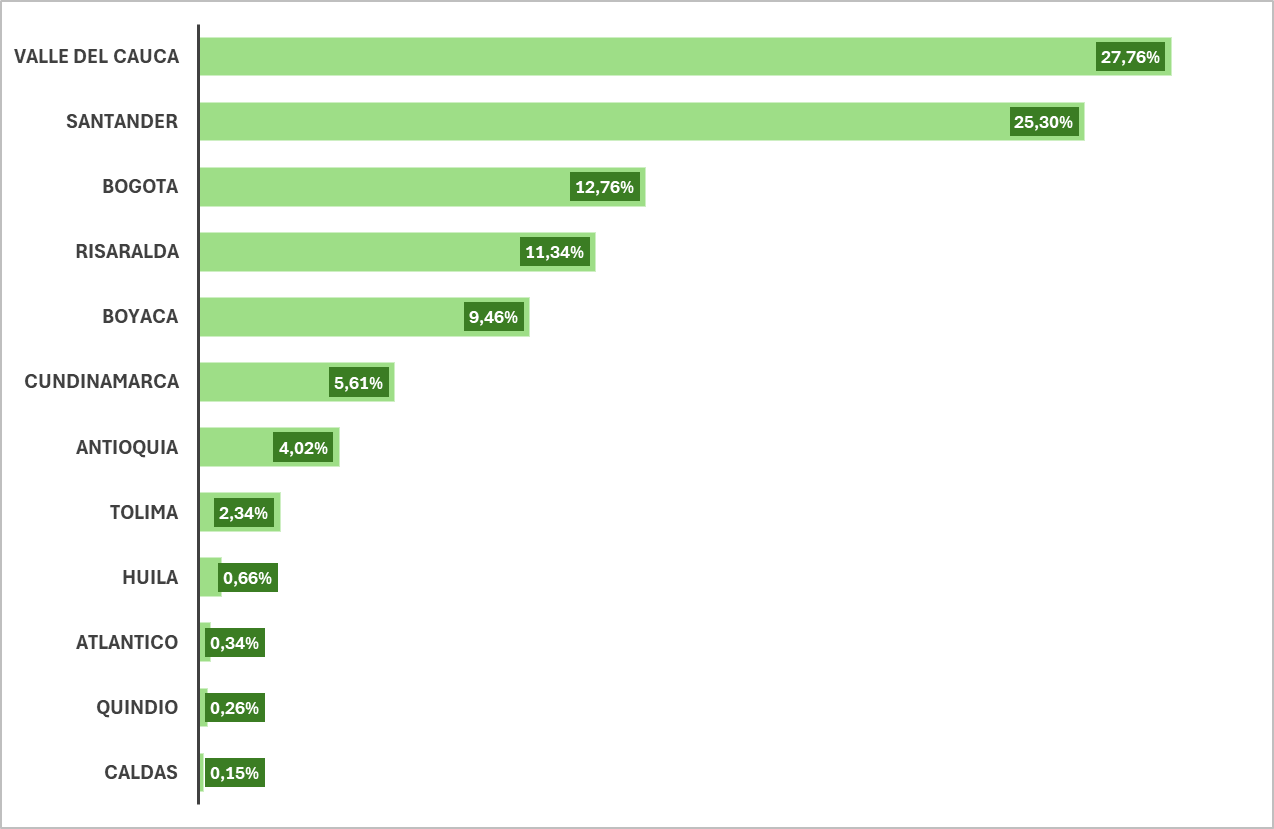 VALLE DEL CAUCA 27,76%
SANTANDER 25,30%
BOGOTA 12,76%
RISARALDA 11,34%
BOYACA 9,46%
CUNDINAMARCA 5,61%
ANTIOQUIA 4,02%
TOLIMA 2,34%
HUILA 0,66%
ATLANTICO 0,34%
QUINDIO 0,26%
CALDAS 0,15%